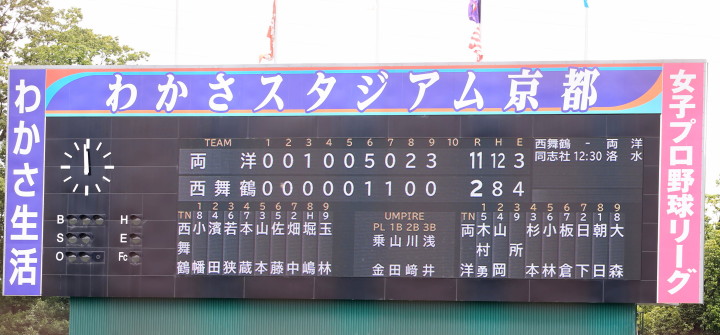 わかさスタジアム京都
わかさ生活
女子プロ野球リーグ
TEAM 1 2 3 4 5 6 7 8 9 10 R H E
両洋 0 0 1 0 0 5 0 2 3 11 12 3
西舞鶴 0 0 0 0 0 1 1 0 0 2 8 4
西舞鶴 - 両洋
同志社 12:30 洛水
B H
S E
O Fc
1 2 3 4 5 6 7 8 9
TN
西舞鶴
小幡
濱田
若狭
本蔵
山本
佐藤
畑中
堀嶋
玉林
UMPIRE
PL 1B 2B 3B
乗金
山田
川﨑
浅井
1 2 3 4 5 6 7 8 9
TN
両洋
木村勇
山岡
所
杉本
小林
板倉
日下
朝日
大森